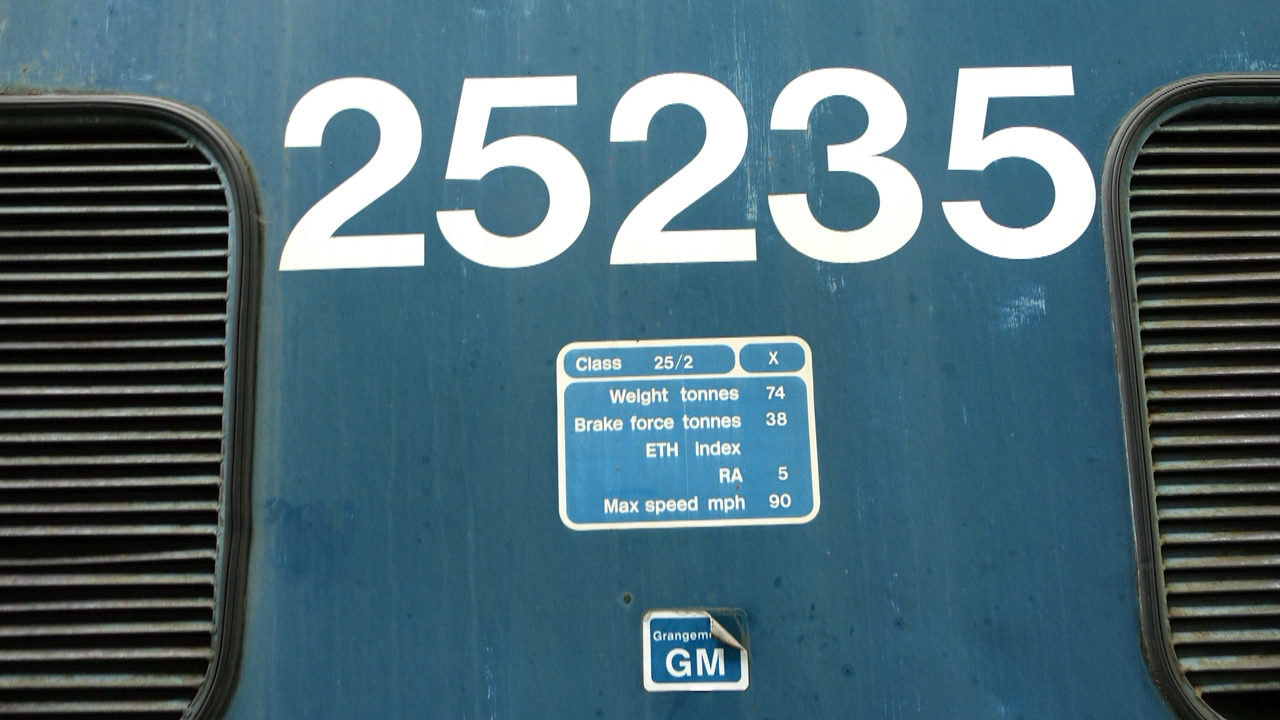 25235
Class 25/2 X
Weight tonnes 74
Brake force tonnes 38
ETH Index
RA 5
Max speed mph 90
GM